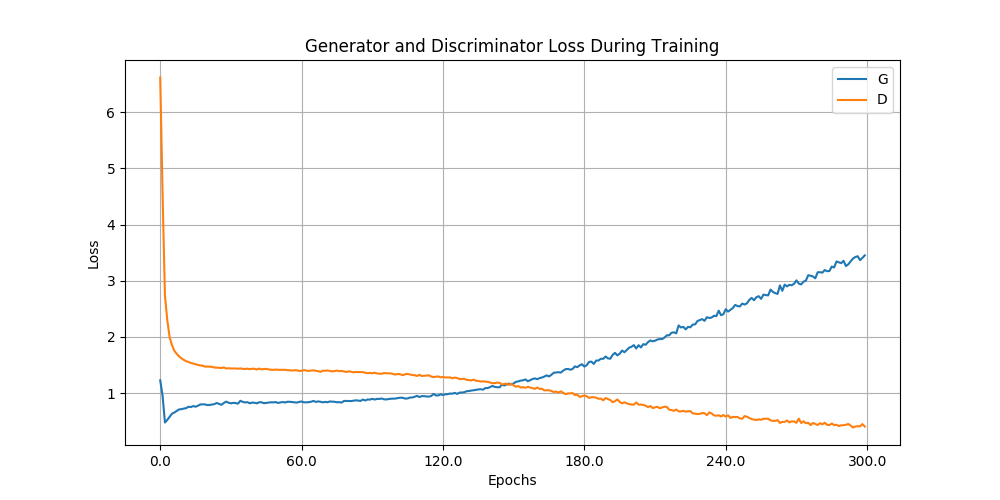 Generator and Discriminator Loss During Training
G
D
6
5
4
3
2
1
Loss
0.0 60.0 120.0 180.0 240.0 300.0
Epochs